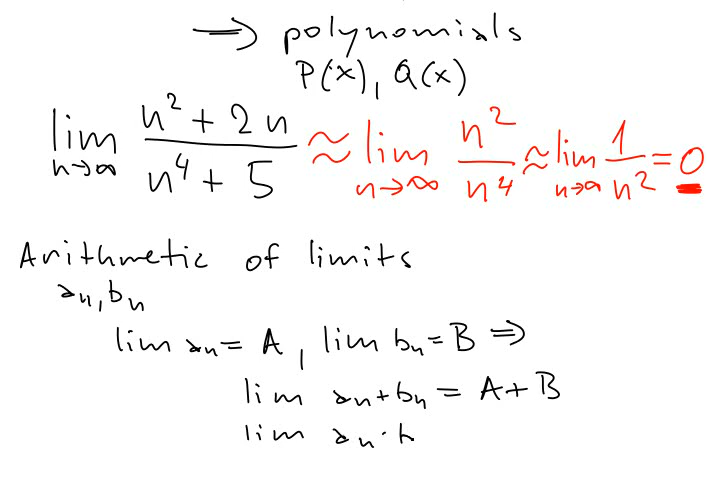 → polynomials
P(x), Q(x)
lim n→∞ (n² + 2n)/(n⁴ + 5) ≈ lim n→∞ n²/n⁴ ≈ lim n→∞ 1/n² = 0
Arithmetic of limits
aₙ, bₙ
lim aₙ = A, lim bₙ = B ⇒
lim aₙ + bₙ = A + B
lim aₙ ·